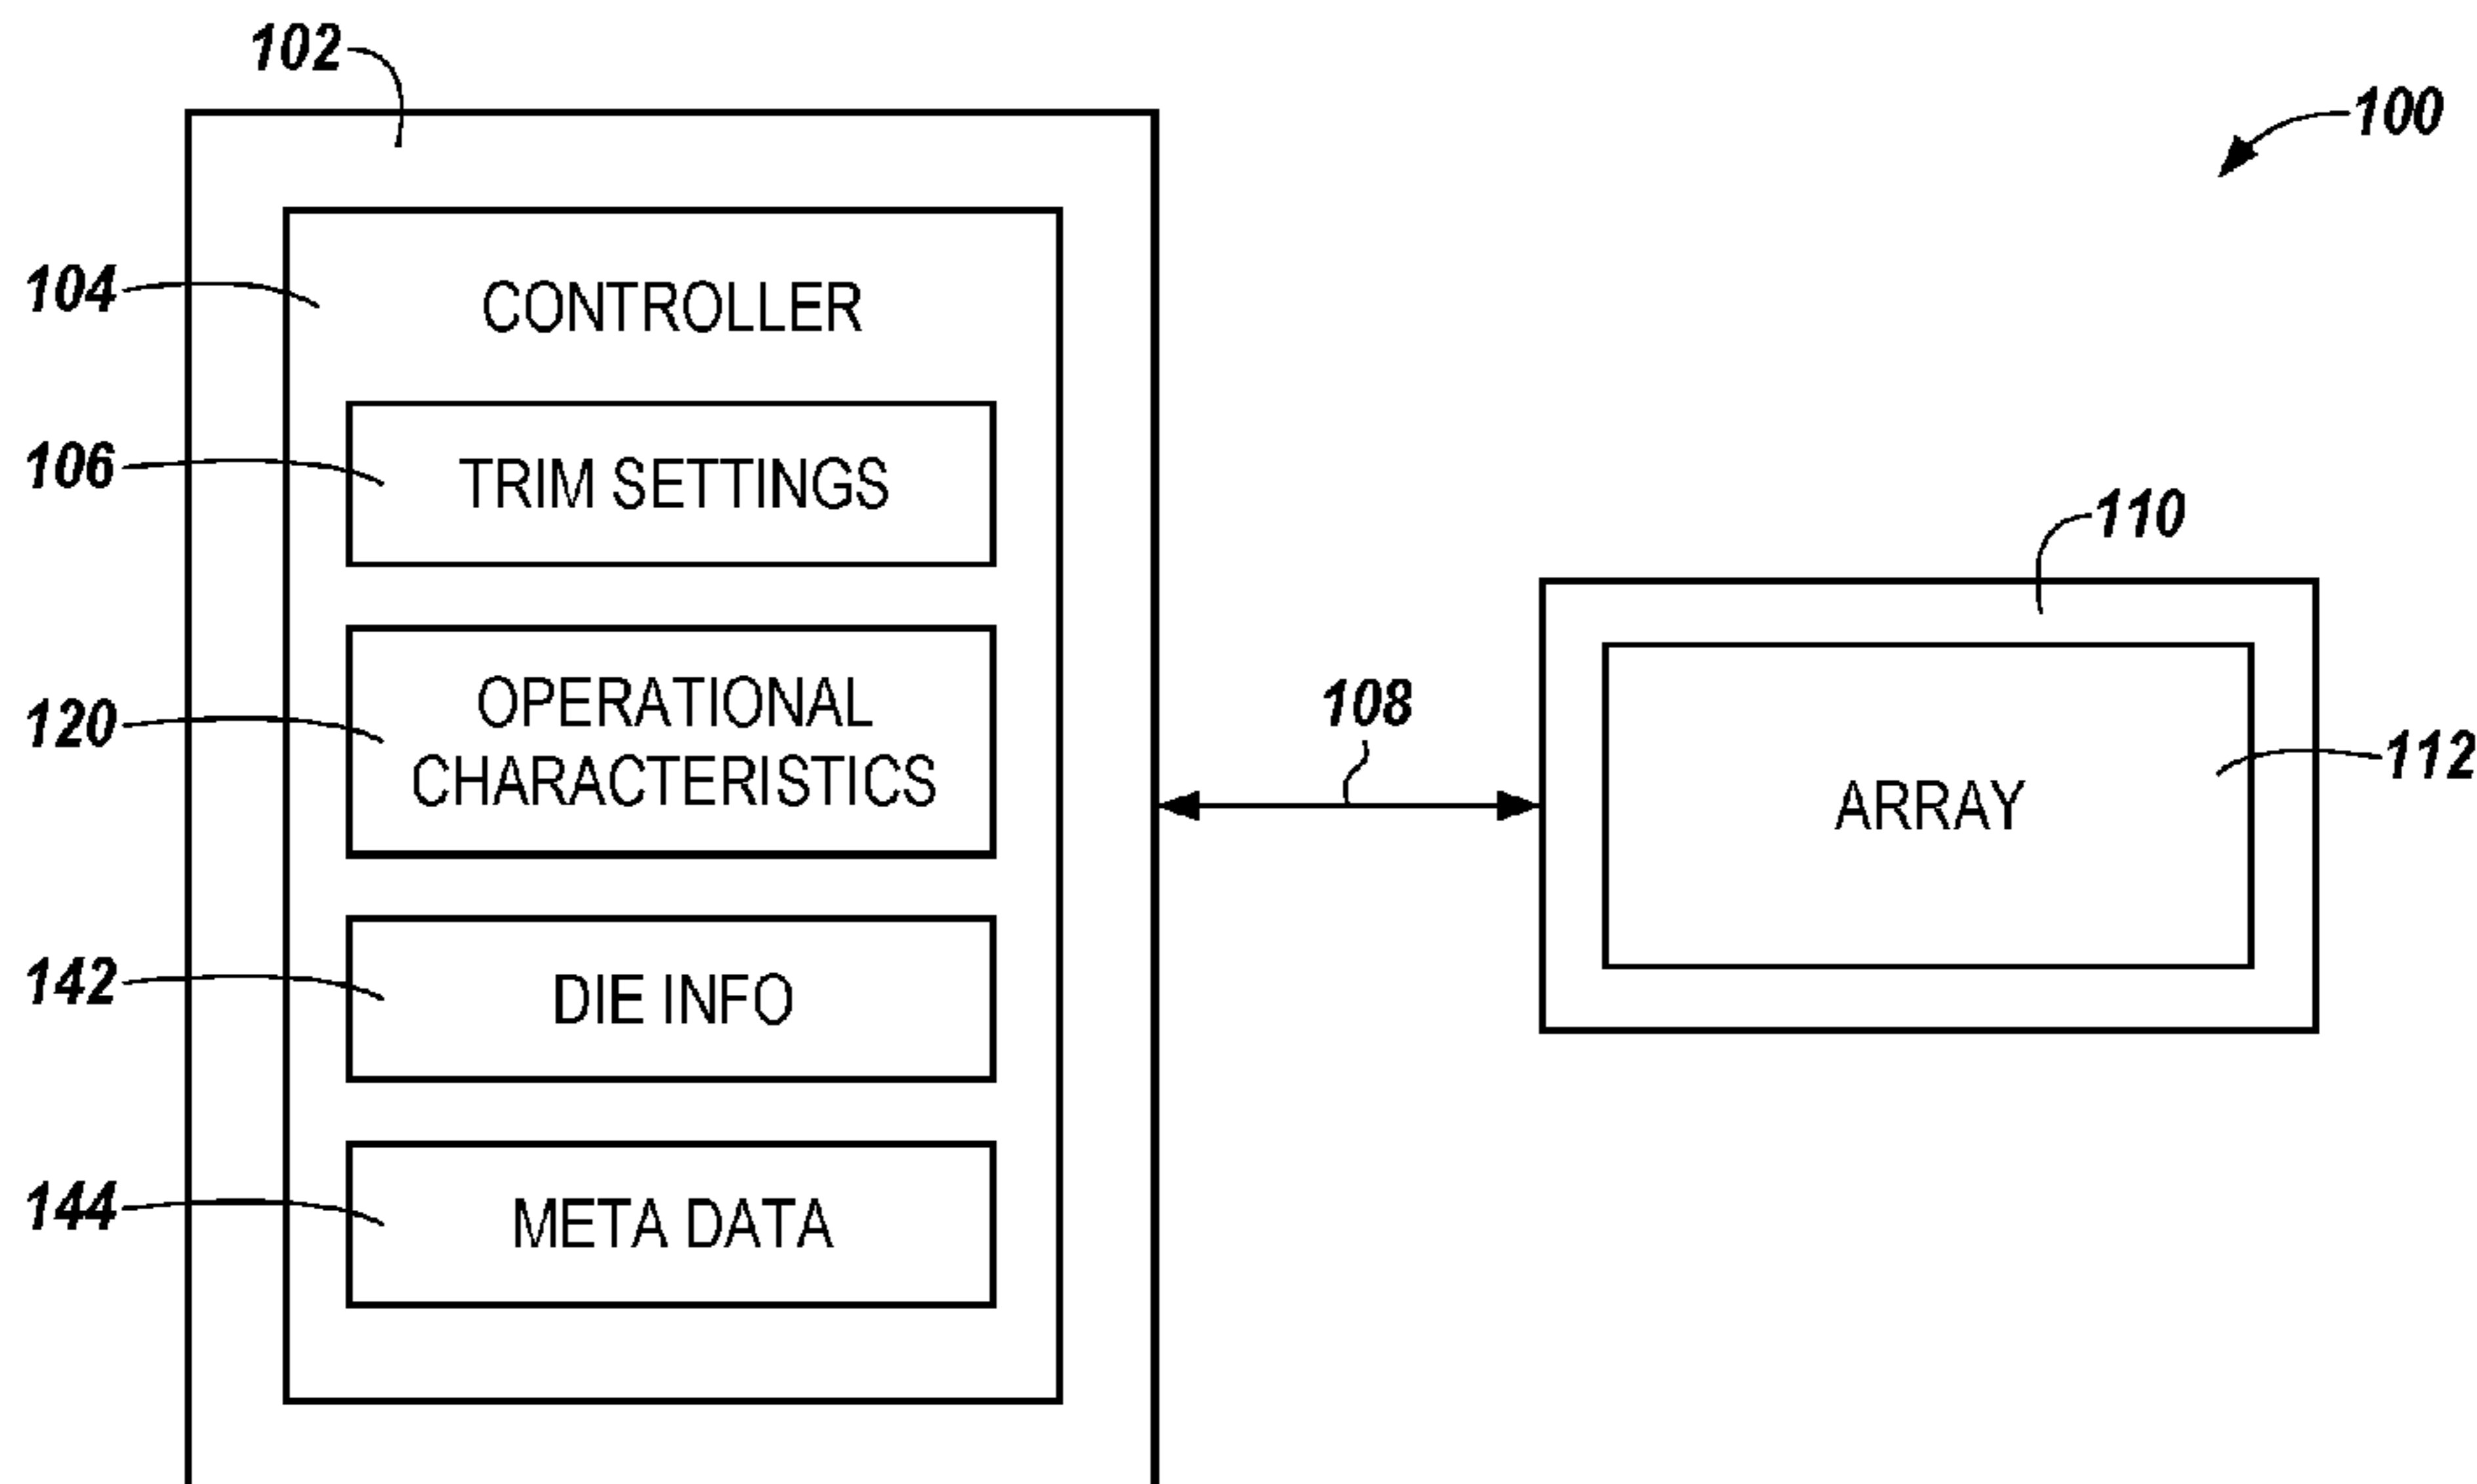 102
100
104
CONTROLLER
106
TRIM SETTINGS
110
120
OPERATIONAL
CHARACTERISTICS
108
112
ARRAY
142
DIE INFO
144
META DATA